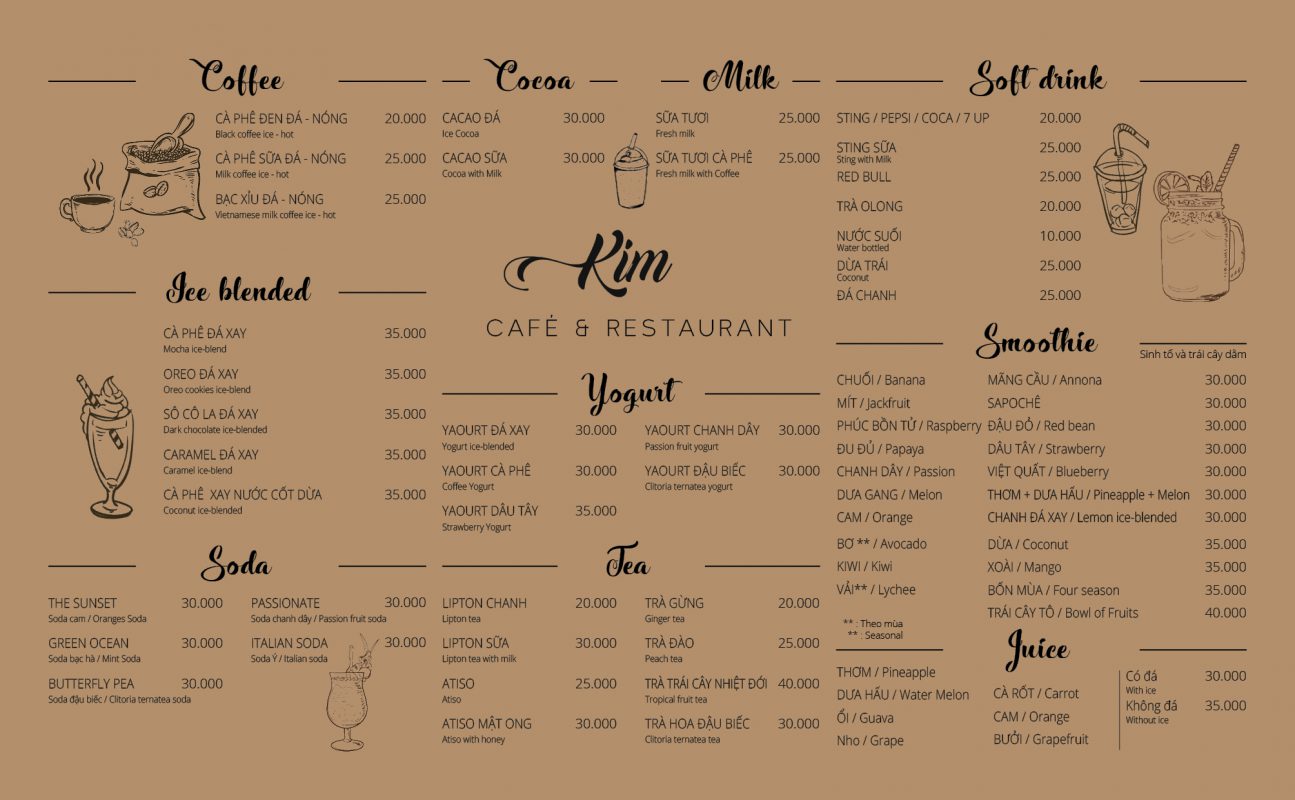 Coffee
CÀ PHÊ ĐEN ĐÁ - NÓNG 20.000
Black coffee ice - hot
CÀ PHÊ SỮA ĐÁ - NÓNG 25.000
Milk coffee ice - hot
BẠC XỈU ĐÁ - NÓNG 25.000
Vietnamese milk coffee ice - hot
Cocoa
CACAO ĐÁ 30.000
Ice Cocoa
CACAO SỮA 30.000
Cocoa with Milk
Milk
SỮA TƯƠI 25.000
Fresh milk
SỮA TƯƠI CÀ PHÊ 25.000
Fresh milk with Coffee
Soft drink
STING / PEPSI / COCA / 7 UP 20.000
STING SỮA 25.000
Sting with Milk
RED BULL 25.000
TRÀ OLONG 20.000
NƯỚC SUỐI 10.000
Water bottled
DỪA TRÁI 25.000
Coconut
ĐÁ CHANH 25.000
Kim
CAFÉ & RESTAURANT
Ice blended
CÀ PHÊ ĐÁ XAY 35.000
Mocha ice-blend
OREO ĐÁ XAY 35.000
Oreo cookies ice-blend
SÔ CÔ LA ĐÁ XAY 35.000
Dark chocolate ice-blended
CARAMEL ĐÁ XAY 35.000
Caramel ice-blend
CÀ PHÊ XAY NƯỚC CỐT DỪA 35.000
Coconut ice-blended
Yogurt
YAOURT ĐÁ XAY 30.000
Yogurt ice-blended
YAOURT CÀ PHÊ 30.000
Coffee Yogurt
YAOURT DÂU TÂY 35.000
Strawberry Yogurt
YAOURT CHANH DÂY 30.000
Passion fruit yogurt
YAOURT ĐẬU BIẾC 30.000
Clitoria ternatea yogurt
Smoothie
Sinh tố và trái cây dằm
CHUỐI / Banana MÃNG CẦU / Annona 30.000
MÍT / Jackfruit SAPOCHÊ 30.000
PHÚC BỒN TỬ / Raspberry ĐẬU ĐỎ / Red bean 30.000
ĐU ĐỦ / Papaya DÂU TÂY / Strawberry 30.000
CHANH DÂY / Passion VIỆT QUẤT / Blueberry 30.000
DƯA GANG / Melon THƠM + DƯA HẤU / Pineapple + Melon 30.000
CAM / Orange CHANH ĐÁ XAY / Lemon ice-blended 30.000
BƠ ** / Avocado DỪA / Coconut 35.000
KIWI / Kiwi XOÀI / Mango 35.000
VẢI** / Lychee BỐN MÙA / Four season 35.000
TRÁI CÂY TÔ / Bowl of Fruits 40.000
** : Theo mùa
** : Seasonal
Soda
THE SUNSET 30.000
Soda cam / Oranges Soda
GREEN OCEAN 30.000
Soda bạc hà / Mint Soda
BUTTERFLY PEA 30.000
Soda đậu biếc / Clitoria ternatea soda
PASSIONATE 30.000
Soda chanh dây / Passion fruit soda
ITALIAN SODA 30.000
Soda Ý / Italian soda
Tea
LIPTON CHANH 20.000
Lipton tea
LIPTON SỮA 30.000
Lipton tea with milk
ATISO 25.000
Atiso
ATISO MẬT ONG 30.000
Atiso with honey
TRÀ GỪNG 20.000
Ginger tea
TRÀ ĐÀO 25.000
Peach tea
TRÀ TRÁI CÂY NHIỆT ĐỚI 40.000
Tropical fruit tea
TRÀ HOA ĐẬU BIẾC 30.000
Clitoria ternatea tea
Juice
THƠM / Pineapple
DƯA HẤU / Water Melon
ỔI / Guava
Nho / Grape
CÀ RỐT / Carrot
CAM / Orange
BƯỞI / Grapefruit
Có đá 30.000
With ice
Không đá 35.000
Without ice